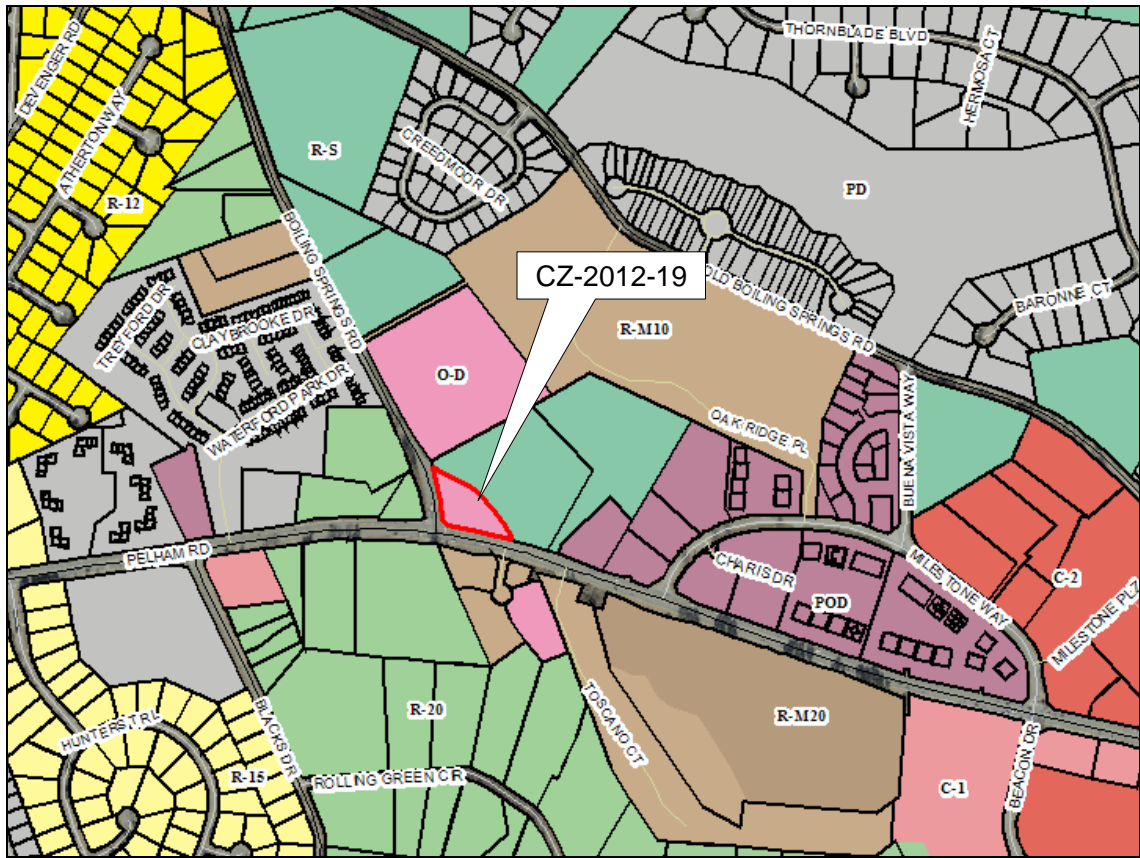 THORNBLADE BLVD
HERMOSA CT
DEVENGER RD
ATHERTON WAY
R-S
CREEDMOOR DR
PD
R-12
BOILING SPRINGS RD
CZ-2012-19
OLD BOILING SPRINGS RD
BARONNE CT
TREYFORD DR
CLAYBROOKE DR
R-M10
O-D
WATERFORD PARK DR
OAK RIDGE PL
BUENA VISTA WAY
PELHAM RD
CHARIS DR
MILESTONE WAY
C-2
POD
MILESTONE PLZ
TOSCANO CT
R-20
R-M20
HUNTERS TRL
BLACKS DR
R-15
ROLLING GREEN CIR
C-1
BEACON DR